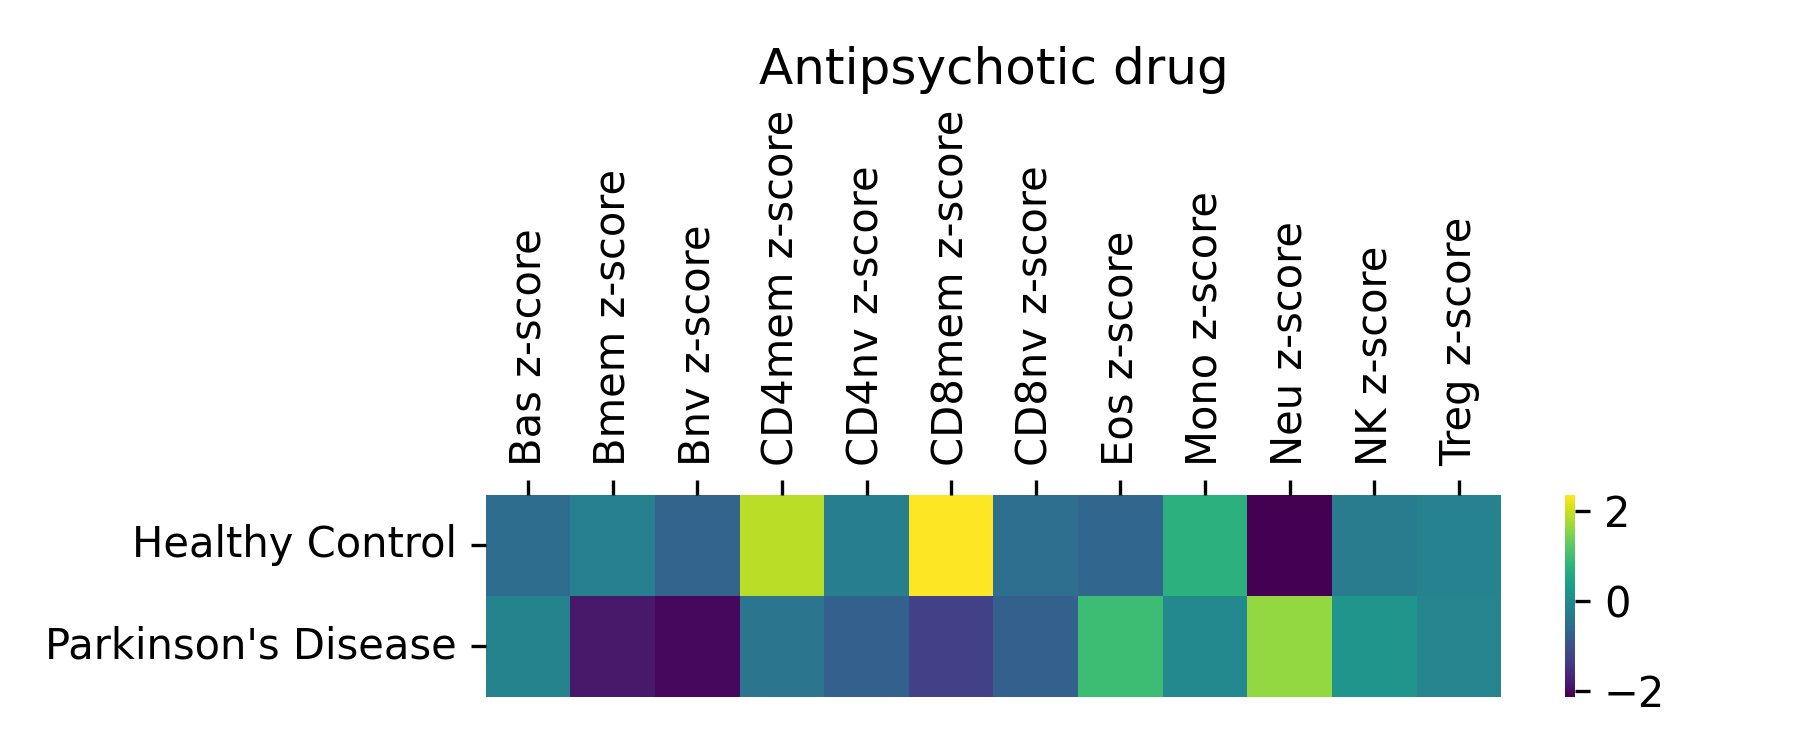 Antipsychotic drug
Bas z-score
Bmem z-score
Bnv z-score
CD4mem z-score
CD4nv z-score
CD8mem z-score
CD8nv z-score
Eos z-score
Mono z-score
Neu z-score
NK z-score
Treg z-score
Healthy Control
Parkinson's Disease
2
0
−2